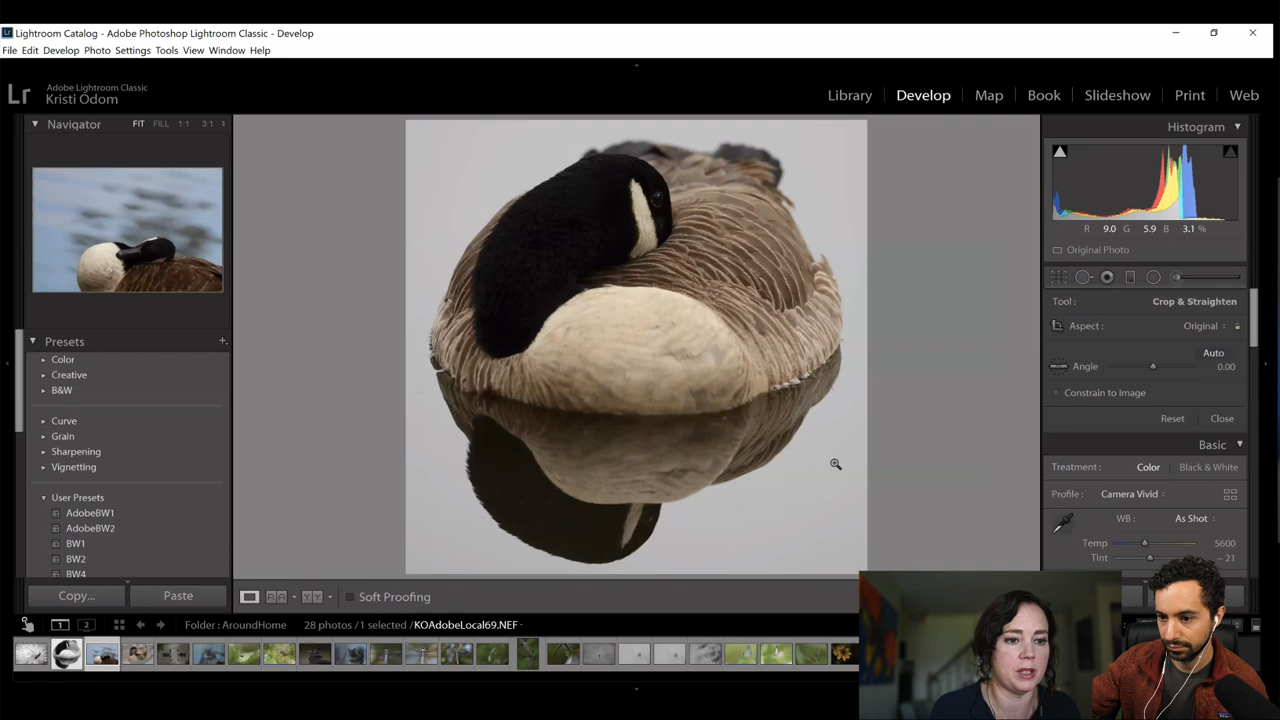 Lightroom Catalog - Adobe Photoshop Lightroom Classic - Develop
File Edit Develop Photo Settings Tools View Window Help
Lr
Adobe Lightroom Classic
Kristi Odom
Library Develop Map Book Slideshow Print Web
Navigator FIT FILL 1:1 3:1
Histogram
R 9.0 G 5.9 B 3.1 %
Original Photo
Tool : Crop & Straighten
Aspect : Original
Auto
Angle 0.00
Constrain to Image
Reset Close
Basic
Treatment : Color Black & White
Profile : Camera Vivid
WB : As Shot
Temp 5600
Tint – 21
Presets
Color
Creative
B&W
Curve
Grain
Sharpening
Vignetting
User Presets
AdobeBW1
AdobeBW2
BW1
BW2
BW4
Copy... Paste
Soft Proofing
1 2 Folder : AroundHome 28 photos /1 selected /KOAdobeLocal69.NEF